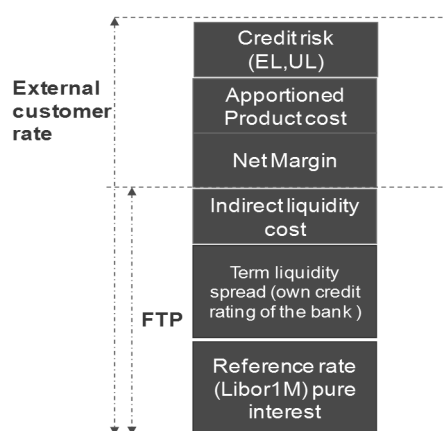 Credit risk
(EL,UL)
External
customer
rate
Apportioned
Product cost
Net Margin
Indirect liquidity
cost
Term liquidity
spread (own credit
rating of the bank )
FTP
Reference rate
(Libor1M) pure
interest